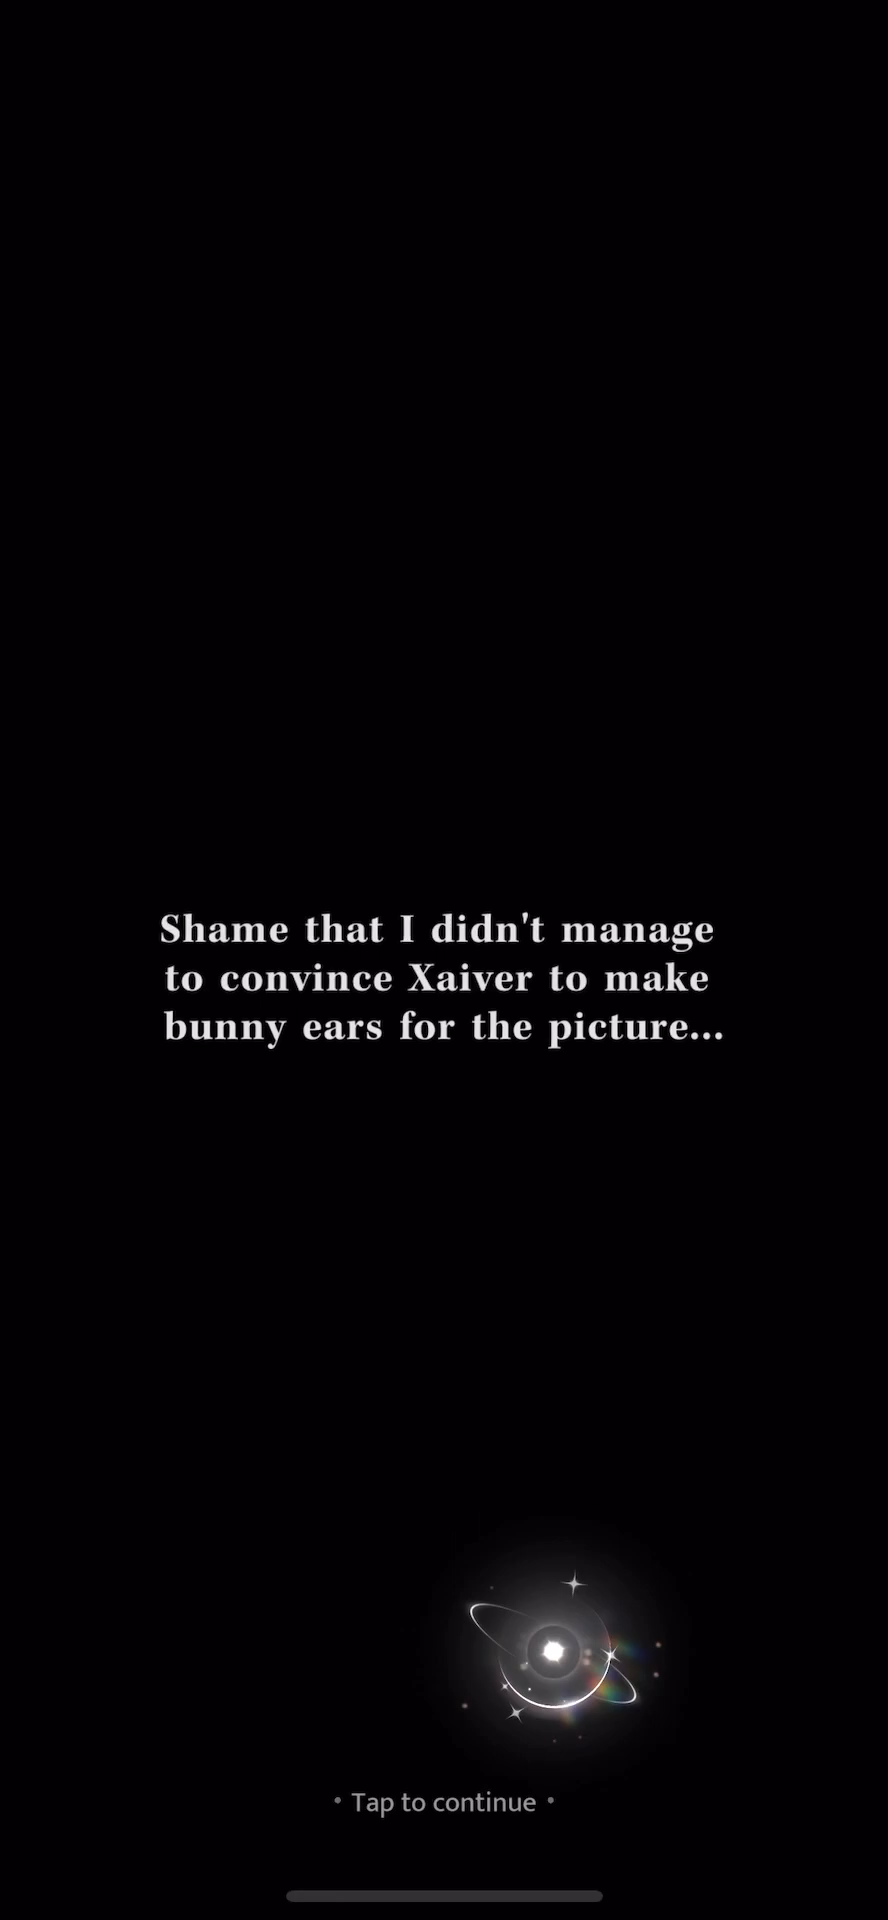 Shame that I didn't manage
to convince Xaiver to make
bunny ears for the picture...
• Tap to continue •